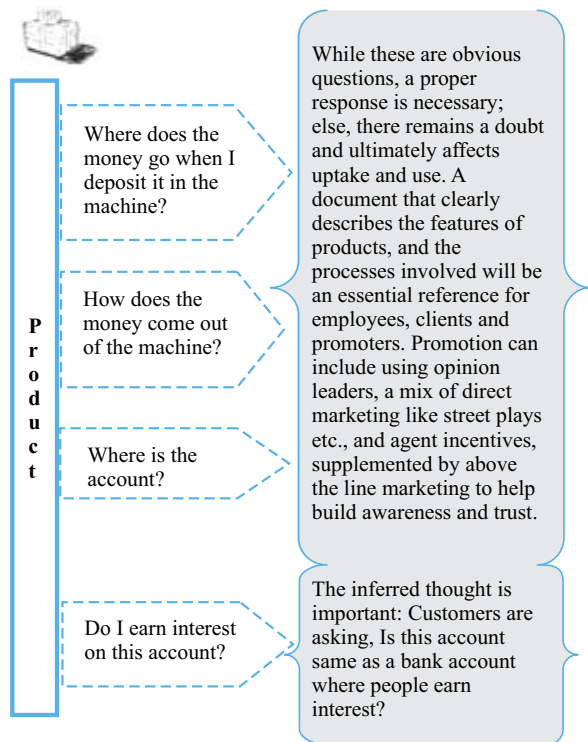 Product
Where does the
money go when I
deposit it in the
machine?
How does the
money come out
of the machine?
Where is the
account?
While these are obvious
questions, a proper
response is necessary;
else, there remains a doubt
and ultimately affects
uptake and use. A
document that clearly
describes the features of
products, and the
processes involved will be
an essential reference for
employees, clients and
promoters. Promotion can
include using opinion
leaders, a mix of direct
marketing like street plays
etc., and agent incentives,
supplemented by above
the line marketing to help
build awareness and trust.
Do I earn interest
on this account?
The inferred thought is
important: Customers are
asking, Is this account
same as a bank account
where people earn
interest?